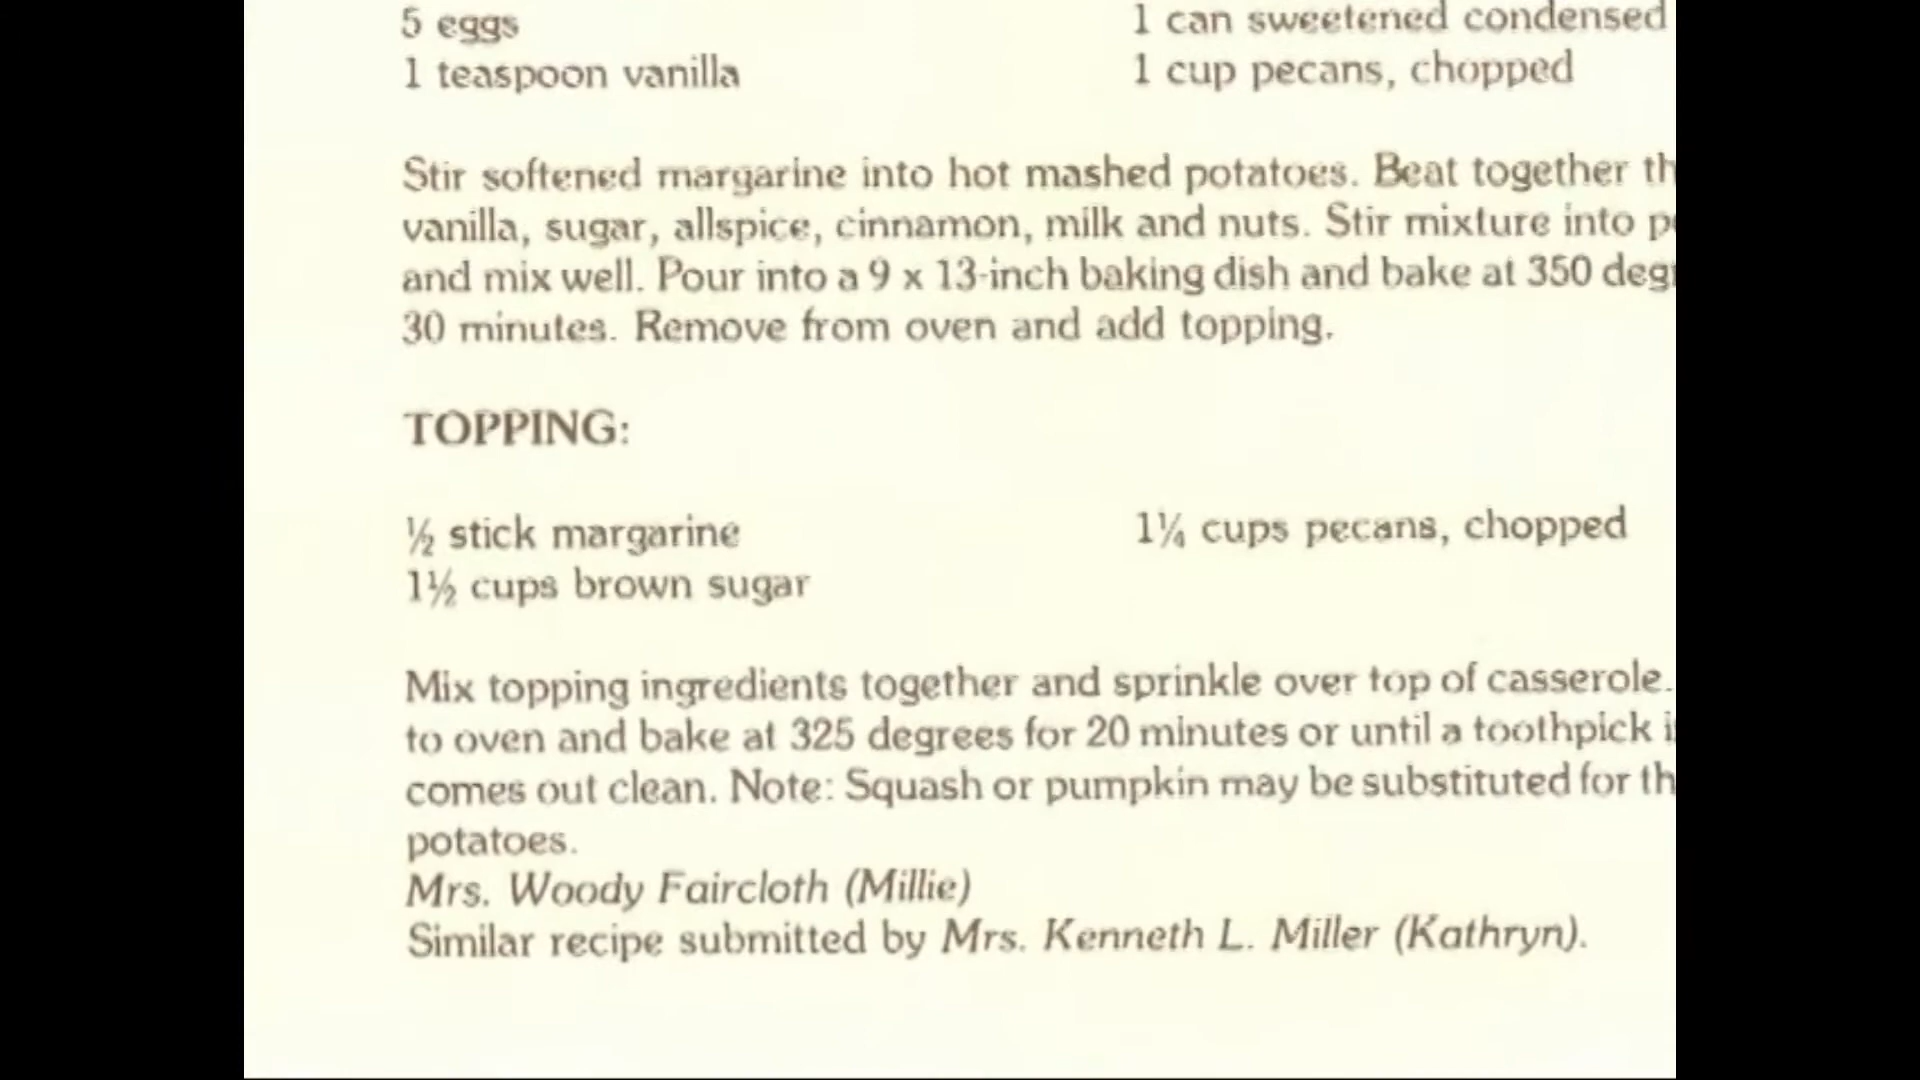 5 eggs
1 can sweetened condensed
1 teaspoon vanilla
1 cup pecans, chopped
Stir softened margarine into hot mashed potatoes. Beat together th
vanilla, sugar, allspice, cinnamon, milk and nuts. Stir mixture into p
and mix well. Pour into a 9 x 13-inch baking dish and bake at 350 deg
30 minutes. Remove from oven and add topping.
TOPPING:
½ stick margarine
1¼ cups pecans, chopped
1½ cups brown sugar
Mix topping ingredients together and sprinkle over top of casserole.
to oven and bake at 325 degrees for 20 minutes or until a toothpick i
comes out clean. Note: Squash or pumpkin may be substituted for th
potatoes.
Mrs. Woody Faircloth (Millie)
Similar recipe submitted by Mrs. Kenneth L. Miller (Kathryn).